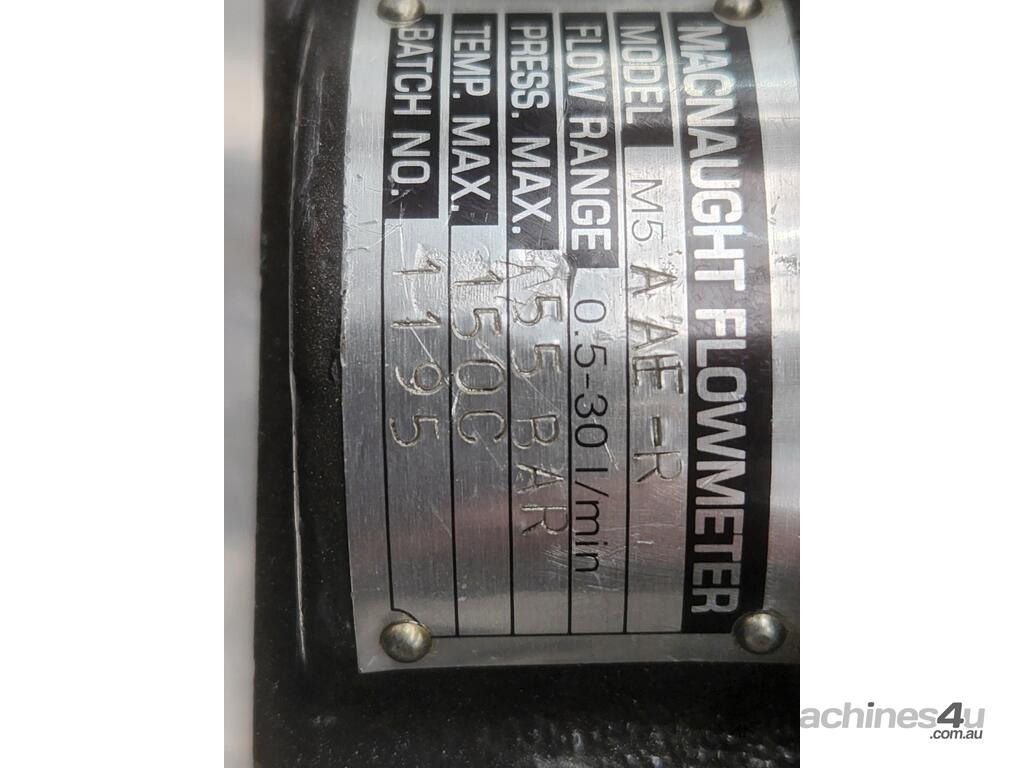 MACNAUGHT FLOWMETER
MODEL M5 AAE-R
FLOW RANGE 0.5-30 l/min
PRESS. MAX. 55 BAR
TEMP. MAX. 150C
BATCH NO. 1195
machines4u
.com.au